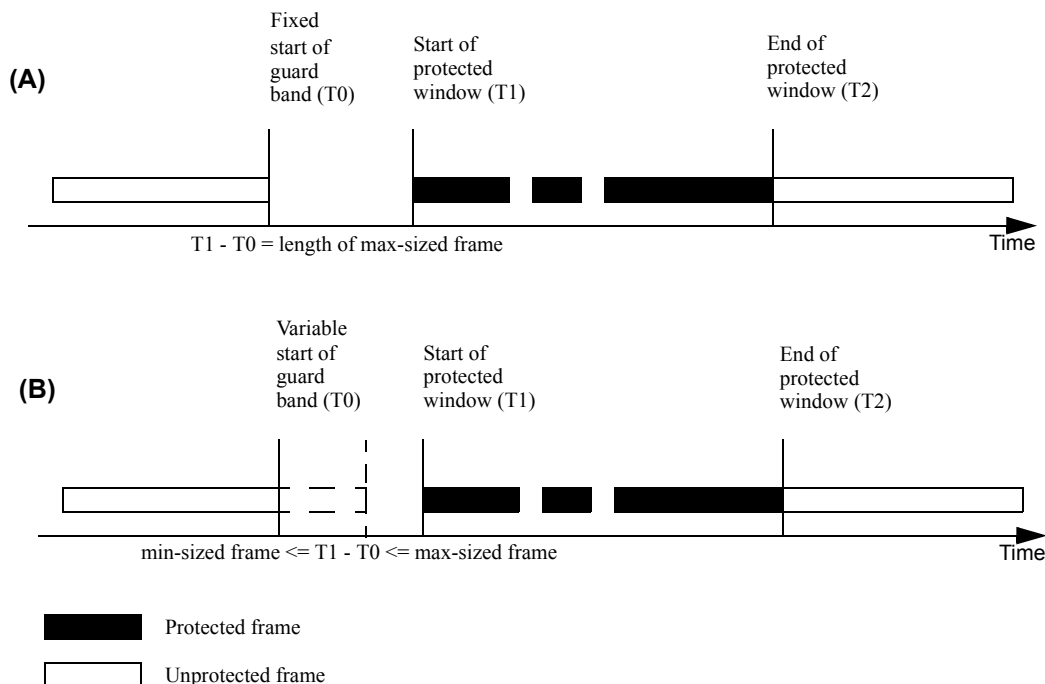 Fixed
start of
guard
band (T0)
Start of
protected
window (T1)
End of
protected
window (T2)
(A)
T1 - T0 = length of max-sized frame
Time
Variable
start of
guard
band (T0)
Start of
protected
window (T1)
End of
protected
window (T2)
(B)
min-sized frame <= T1 - T0 <= max-sized frame
Time
Protected frame
Unprotected frame